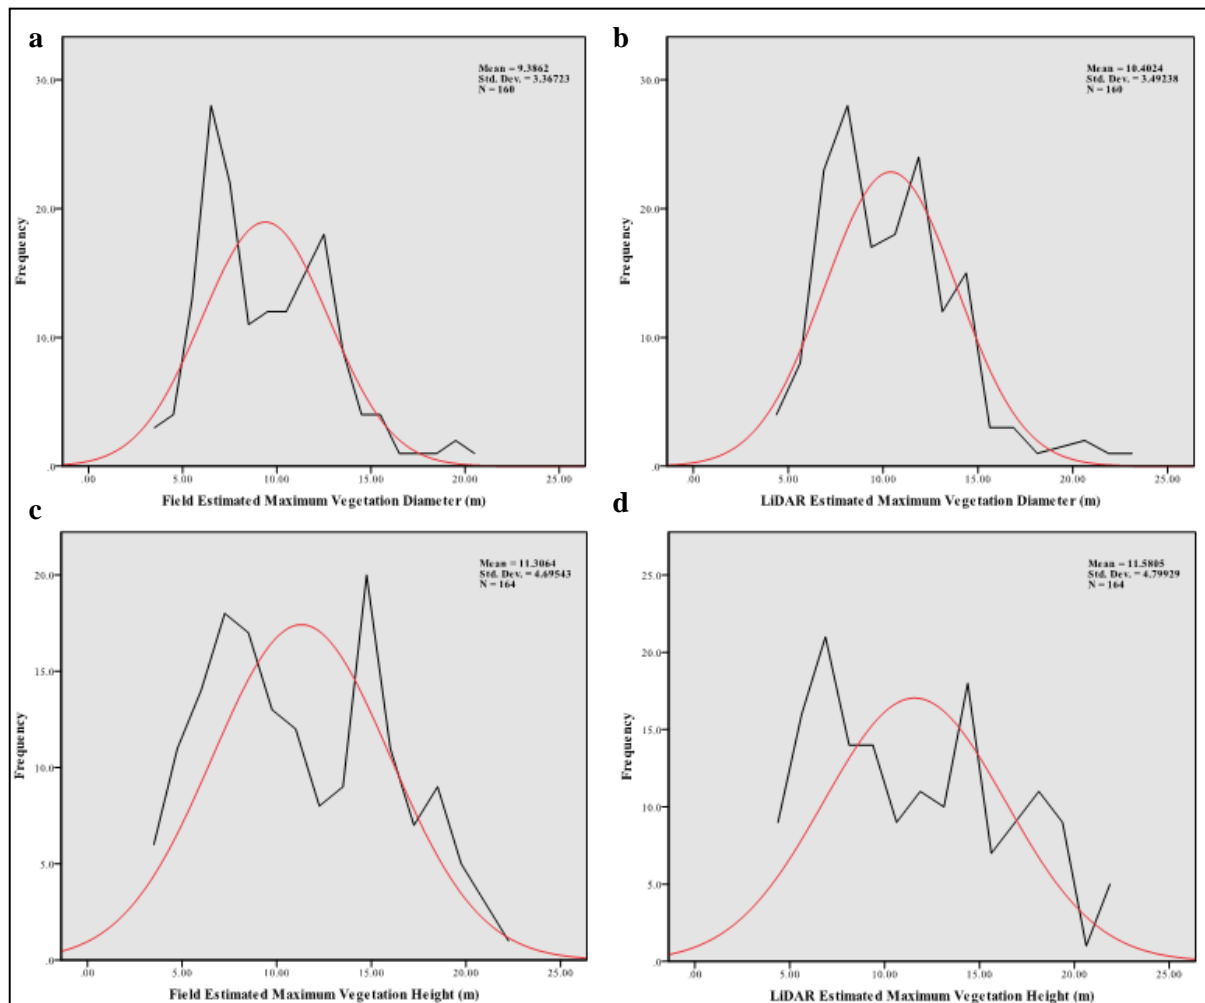 a
Mean = 9.3862
Std. Dev. = 3.36723
N = 160
30.0
20.0
10.0
.0
Frequency
.00 5.00 10.00 15.00 20.00 25.00
Field Estimated Maximum Vegetation Diameter (m)
b
Mean = 10.4024
Std. Dev. = 3.49238
N = 160
30.0
20.0
10.0
.0
Frequency
.00 5.00 10.00 15.00 20.00 25.00
LiDAR Estimated Maximum Vegetation Diameter (m)
c
Mean = 11.3064
Std. Dev. = 4.69543
N = 164
20.0
15.0
10.0
5.0
.0
Frequency
.00 5.00 10.00 15.00 20.00 25.00
Field Estimated Maximum Vegetation Height (m)
d
Mean = 11.5805
Std. Dev. = 4.79929
N = 164
25.0
20.0
15.0
10.0
5.0
.0
Frequency
.00 5.00 10.00 15.00 20.00 25.00
LiDAR Estimated Maximum Vegetation Height (m)